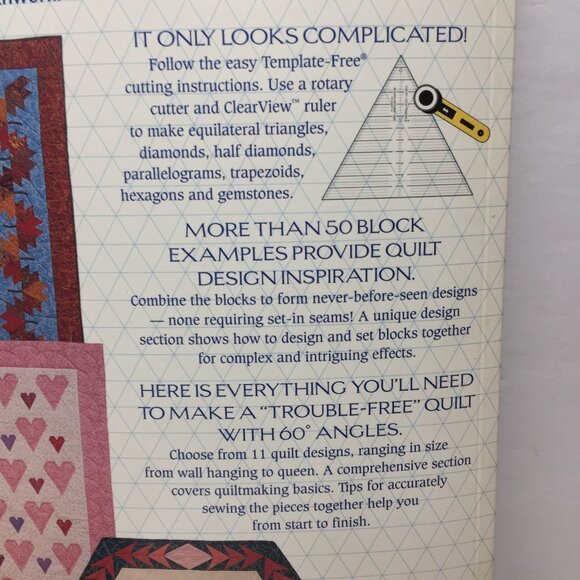 IT ONLY LOOKS COMPLICATED!
Follow the easy Template-Free®
cutting instructions. Use a rotary
cutter and ClearView™ ruler
to make equilateral triangles,
diamonds, half diamonds,
parallelograms, trapezoids,
hexagons and gemstones.
MORE THAN 50 BLOCK
EXAMPLES PROVIDE QUILT
DESIGN INSPIRATION.
Combine the blocks to form never-before-seen designs
— none requiring set-in seams! A unique design
section shows how to design and set blocks together
for complex and intriguing effects.
HERE IS EVERYTHING YOU'LL NEED
TO MAKE A “TROUBLE-FREE” QUILT
WITH 60° ANGLES.
Choose from 11 quilt designs, ranging in size
from wall hanging to queen. A comprehensive section
covers quiltmaking basics. Tips for accurately
sewing the pieces together help you
from start to finish.